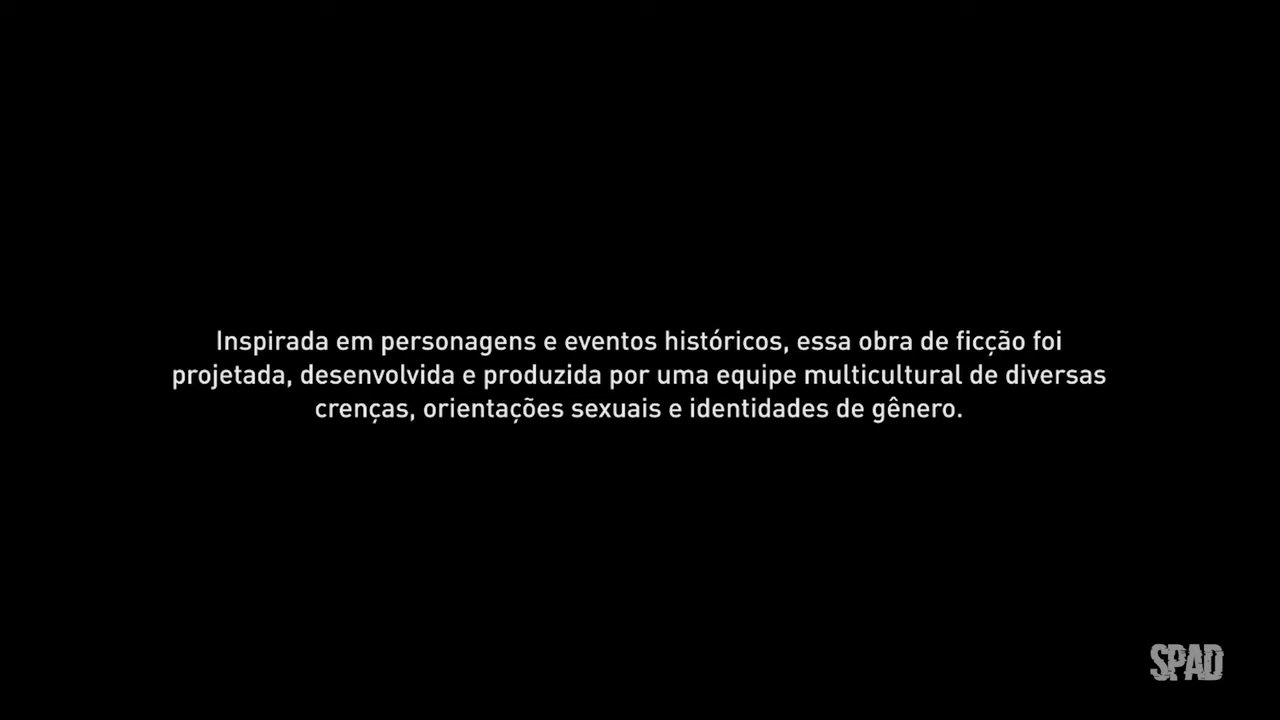 Inspirada em personagens e eventos históricos, essa obra de ficção foi
projetada, desenvolvida e produzida por uma equipe multicultural de diversas
crenças, orientações sexuais e identidades de gênero.
SPAD